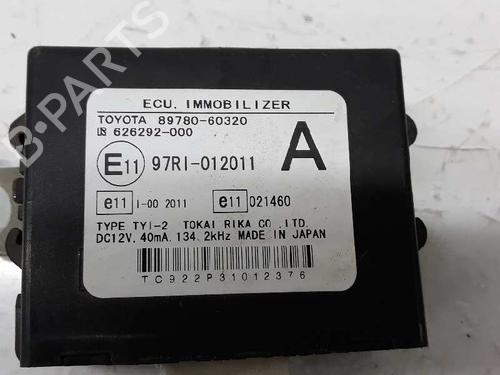 ECU. IMMOBILIZER
TOYOTA 89780-60320
626292-000
E11 97RI-012011 A
e11 I-00 2011 e11 021460
TYPE TYI-2 TOKAI RIKA CO.,LTD.
DC12V. 40mA. 134.2kHz MADE IN JAPAN
TC922P31012376
B-PARTS